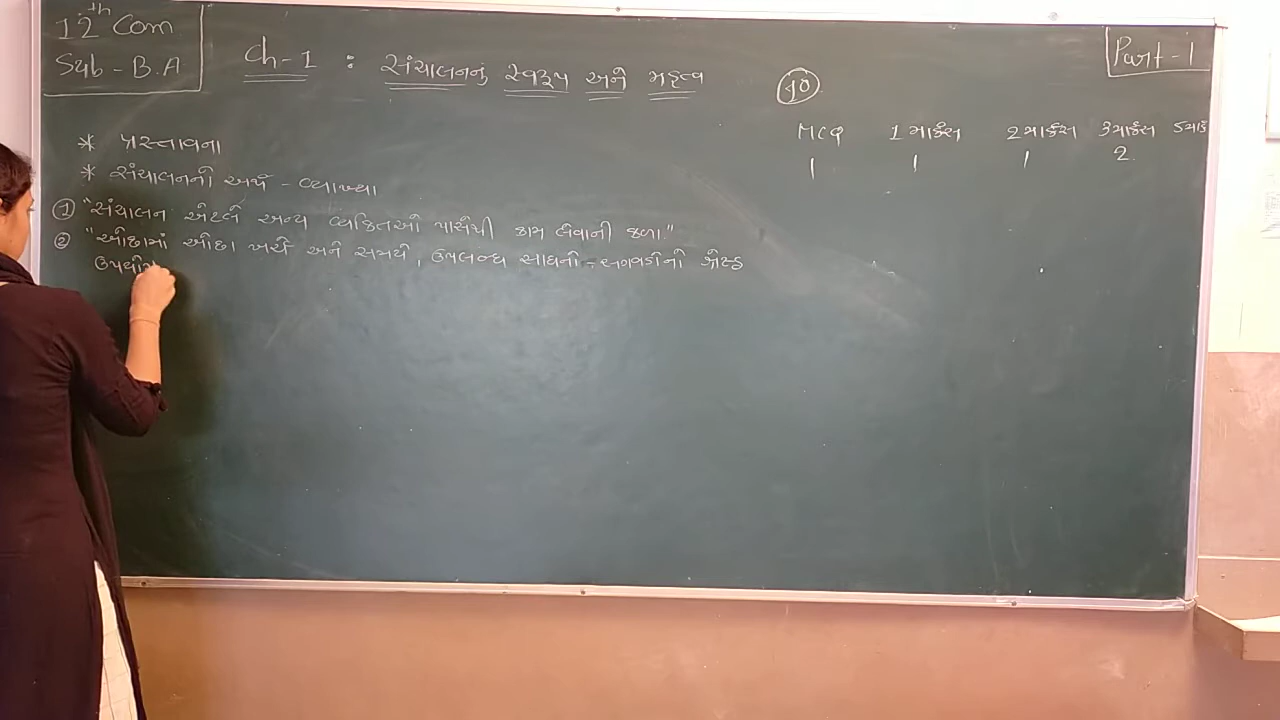 12th Com
Sub - B.A
Ch-1 : સંચાલનનું સ્વરૂપ અને મહત્વ
10
Part-1
MCQ 1 માર્કસ 2 માર્કસ 3 માર્કસ 5 માર્ક
1 1 1 2
* પ્રસ્તાવના
* સંચાલનની અર્થ - વ્યાખ્યા
① "સંચાલન એટલે અન્ય વ્યકિતઓ પાસેથી કામ લેવાની કળા."
② "ઓછામાં ઓછા ખર્ચે અને સમયે, ઉપલબ્ધ સાધનો - સગવડોનો શ્રેષ્ઠ